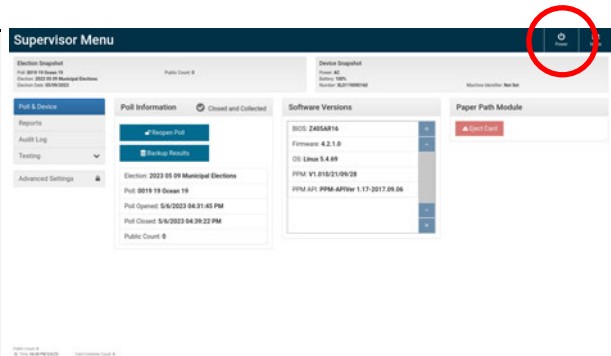 Supervisor Menu
Power
Election Snapshot
Poll: 0019 19 Ocean 19
Election: 2023 05 09 Municipal Elections
Election Date: 05/09/2023
Public Count: 0
Device Snapshot
Power: AC
Battery: 100%
Machine Identifier: Not Set
Poll & Device
Reports
Audit Log
Testing
Advanced Settings
Poll Information
Closed and Collected
Reopen Poll
Backup Results
Election: 2023 05 09 Municipal Elections
Poll: 0019 19 Ocean 19
Poll Opened: 5/6/2023 04:31:45 PM
Poll Closed: 5/6/2023 04:39:22 PM
Public Count: 0
Software Versions
BIOS: Z405AR16
Firmware: 4.2.1.0
OS: Linux 5.4.69
PPM: V1.010/21/09/28
PPM API: PPM-APIVer 1.17-2017.09.06
Paper Path Module
Eject Card
Public Count: 0